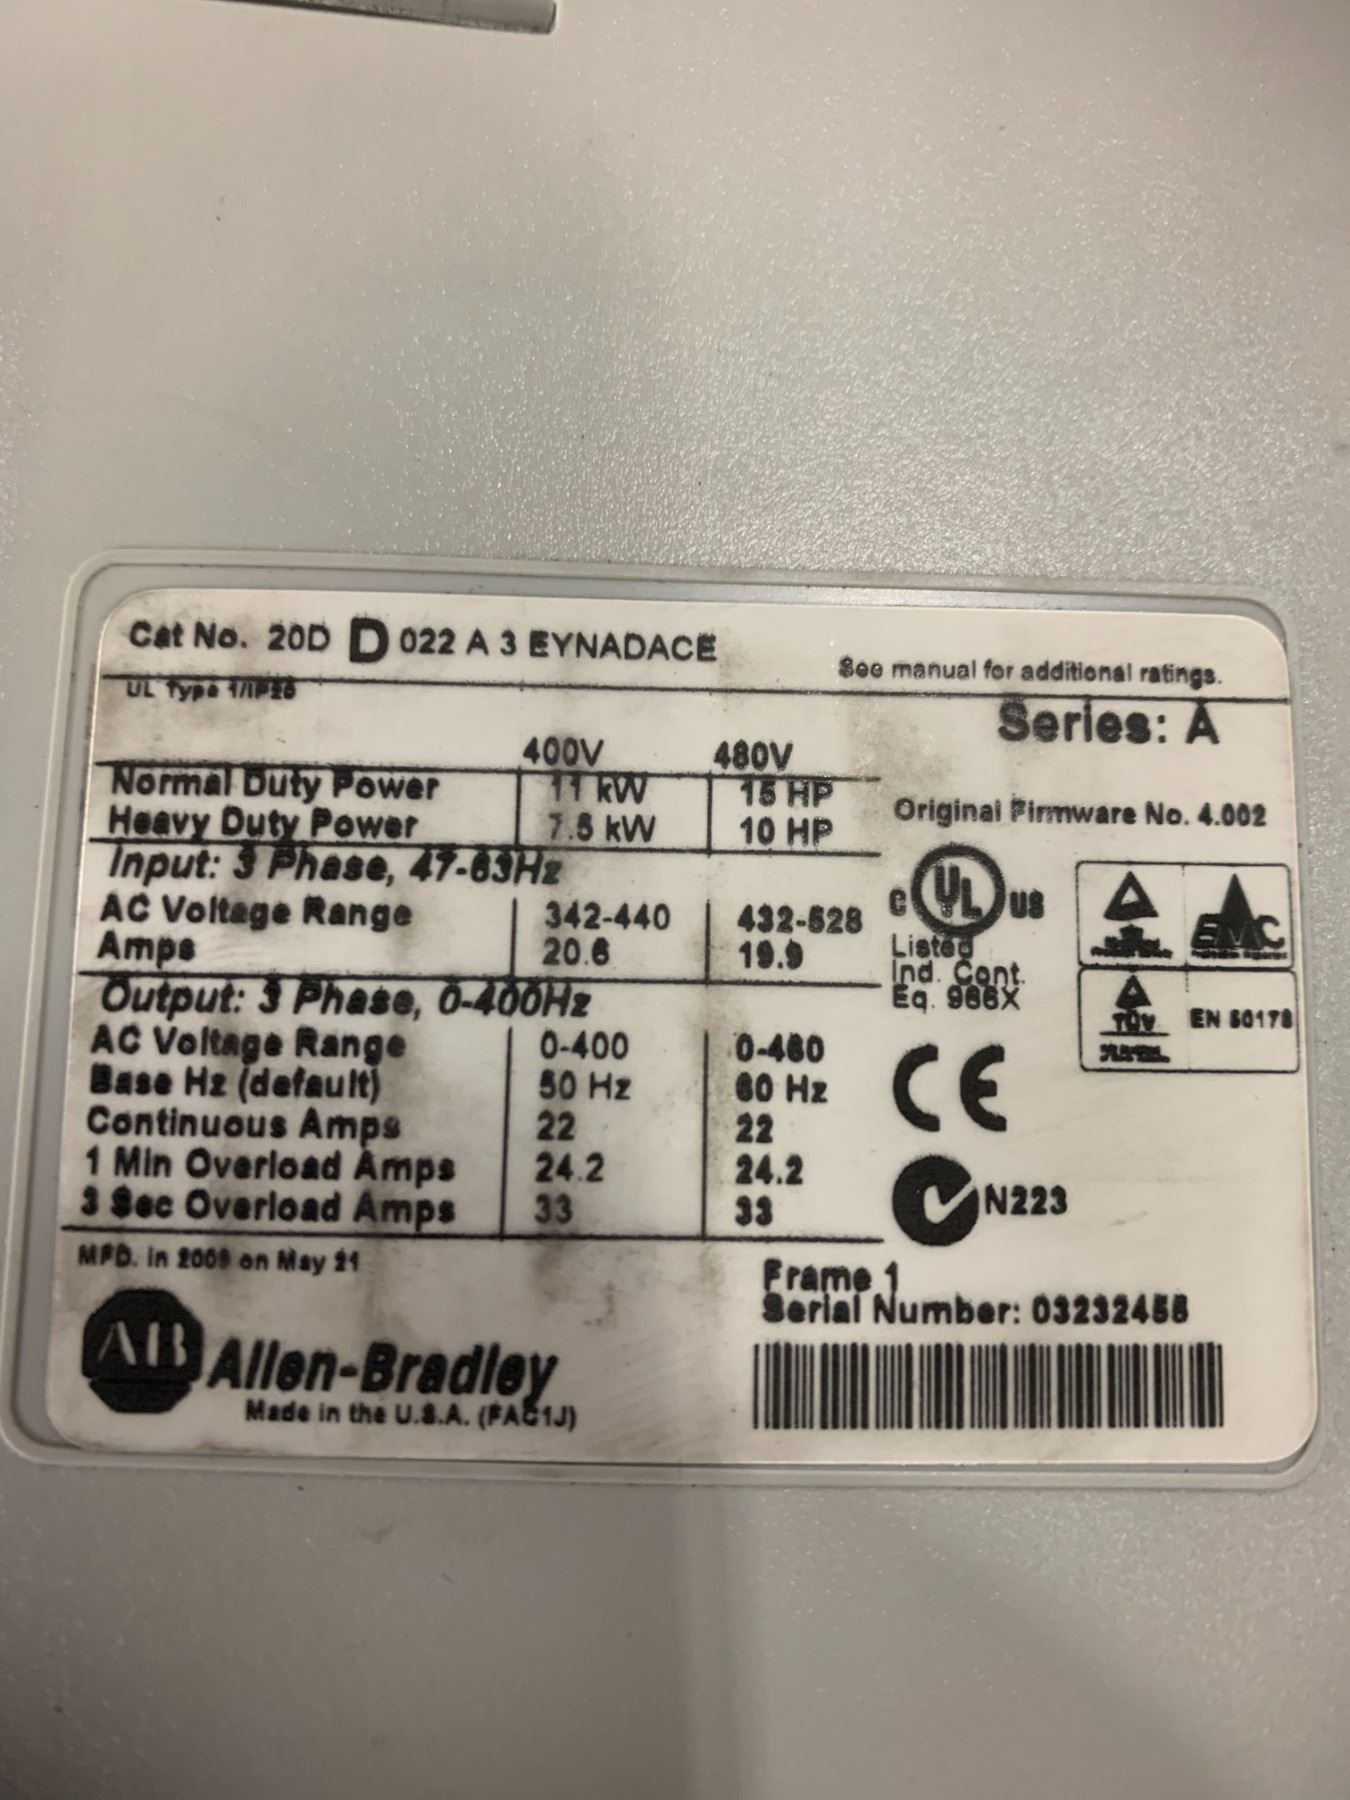 Cat No. 20D D 022 A 3 EYNADACE
See manual for additional ratings.
UL Type 1/IP20
Series: A
400V 480V
Normal Duty Power 11 kW 15 HP
Heavy Duty Power 7.5 kW 10 HP
Original Firmware No. 4.002
Input: 3 Phase, 47-63Hz
AC Voltage Range 342-440 432-528
Amps 20.6 19.9
C UL US
Listed
Ind. Cont.
Eq. 966X
EMC
TÜV
EN 50178
Output: 3 Phase, 0-400Hz
AC Voltage Range 0-400 0-460
Base Hz (default) 50 Hz 60 Hz
Continuous Amps 22 22
1 Min Overload Amps 24.2 24.2
3 Sec Overload Amps 33 33
CE
N223
MFD. in 2009 on May 21
Frame 1
Serial Number:
AB Allen-Bradley
Made in the U.S.A. (FAC1J)